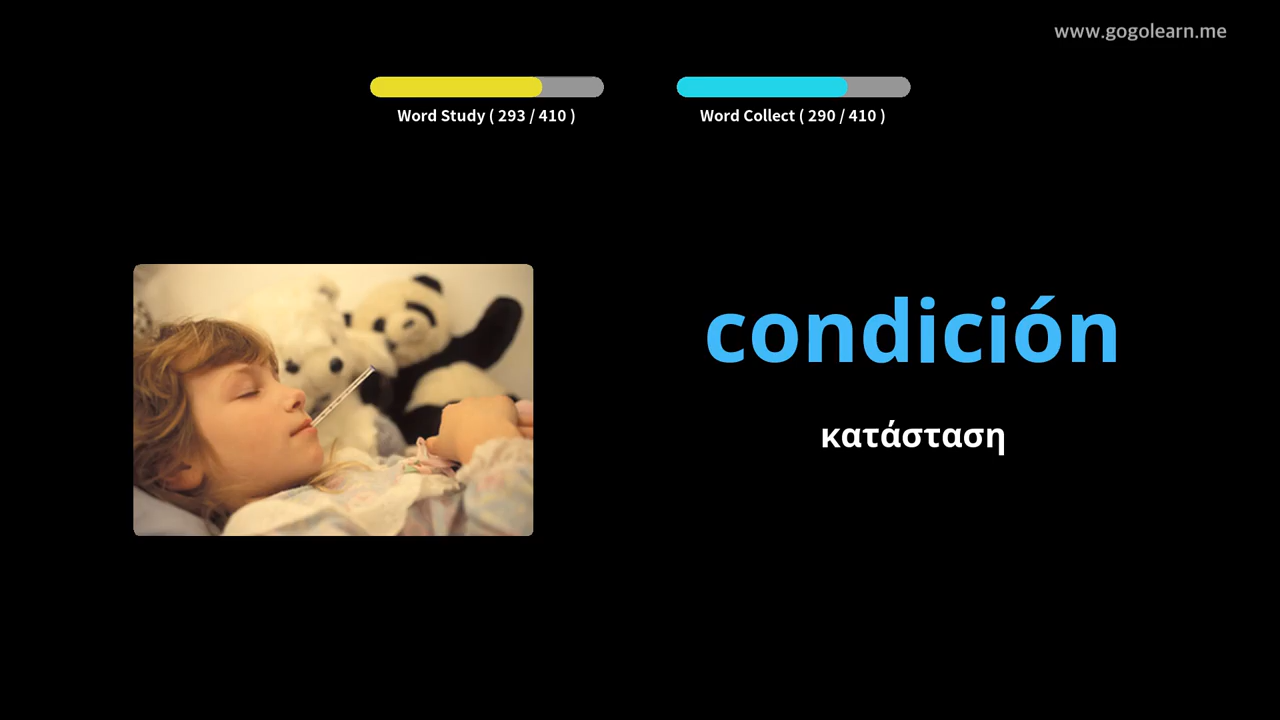 www.gogolearn.me
Word Study ( 293 / 410 )
Word Collect ( 290 / 410 )
condición
κατάσταση